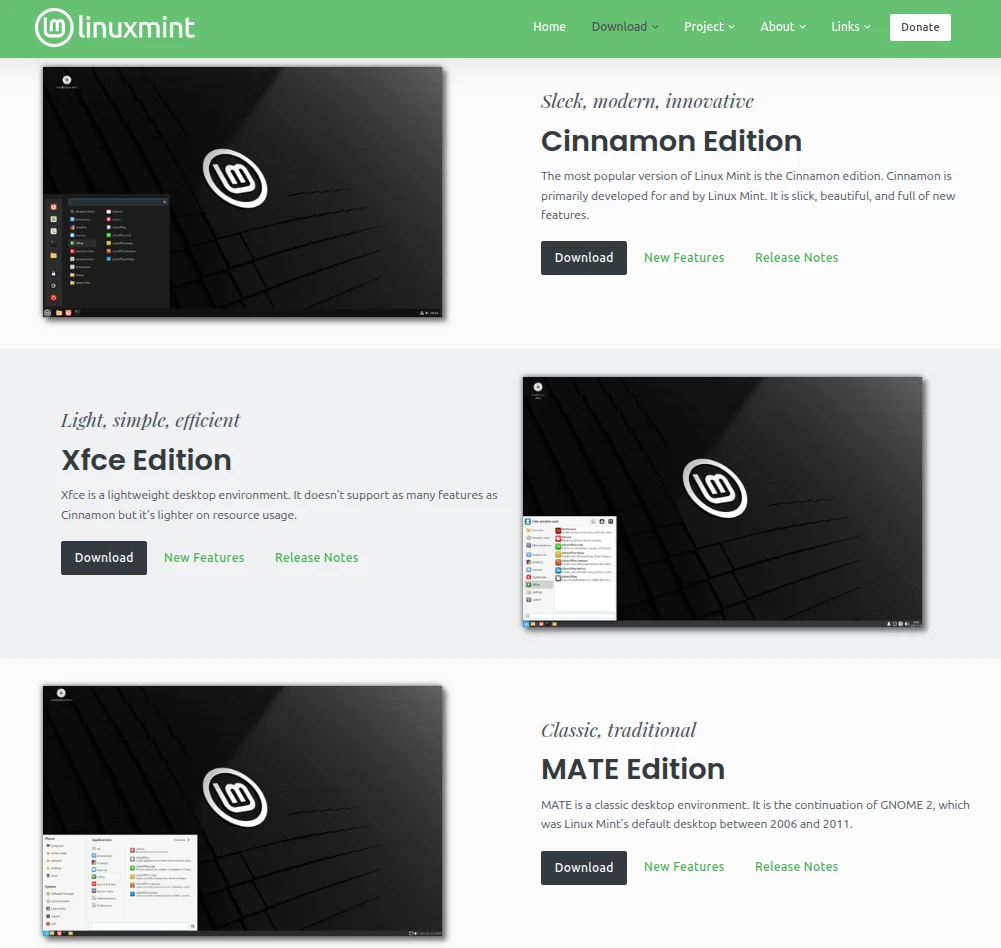 linuxmint
Home Download Project About Links Donate
Sleek, modern, innovative
Cinnamon Edition
The most popular version of Linux Mint is the Cinnamon edition. Cinnamon is
primarily developed for and by Linux Mint. It is slick, beautiful, and full of new
features.
Download New Features Release Notes
Light, simple, efficient
Xfce Edition
Xfce is a lightweight desktop environment. It doesn’t support as many features as
Cinnamon but it’s lighter on resource usage.
Download New Features Release Notes
Classic, traditional
MATE Edition
MATE is a classic desktop environment. It is the continuation of GNOME 2, which
was Linux Mint’s default desktop between 2006 and 2011.
Download New Features Release Notes